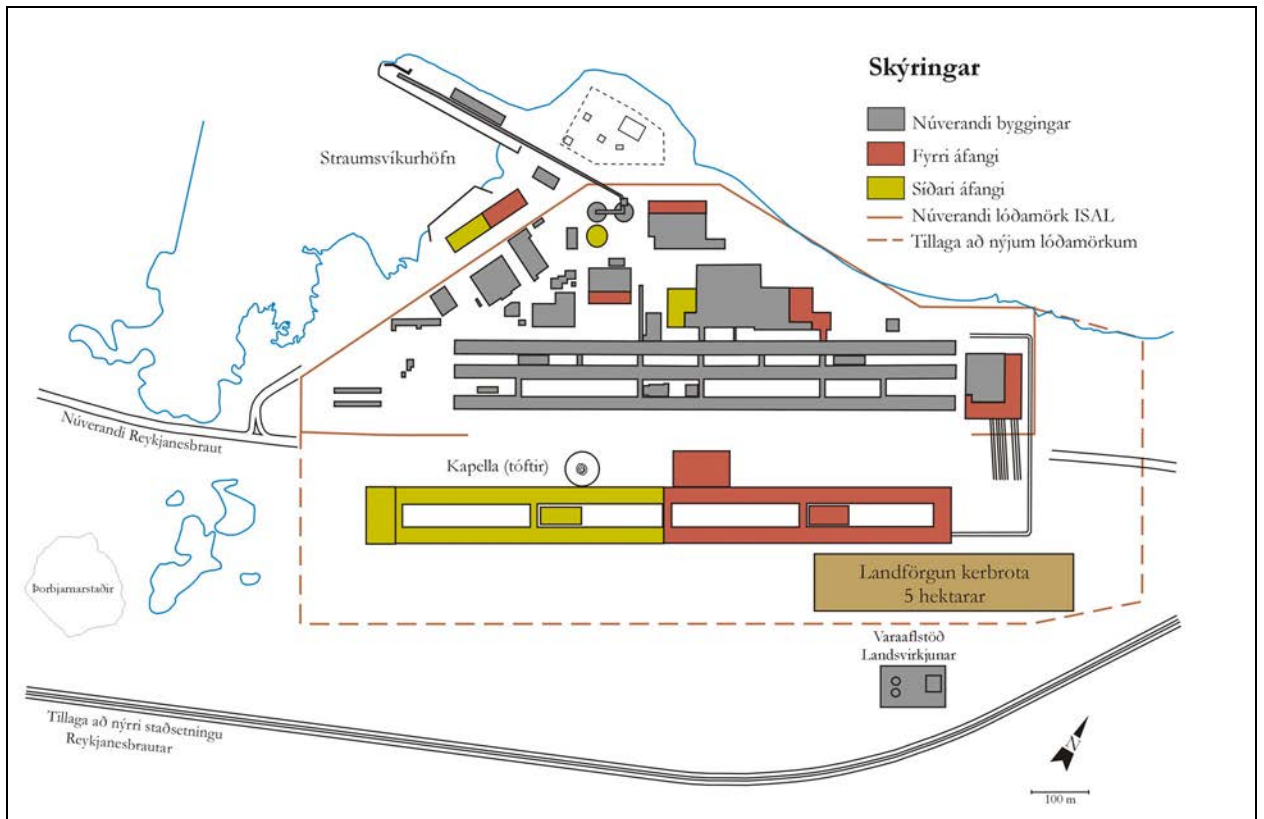 Skýringar
Núverandi byggingar
Fyrri áfangi
Síðari áfangi
Núverandi lóðamörk ISAL
Tillaga að nýjum lóðamörkum
Straumsvíkurhöfn
Núverandi Reykjanesbraut
Kapella (tóftir)
Þorbjarnarstaðir
Landförgun kerbrota
5 hektarar
Varaaflstöð
Landsvirkjunar
Tillaga að nýrri staðsetningu
Reykjanesbrautar
N
100 m